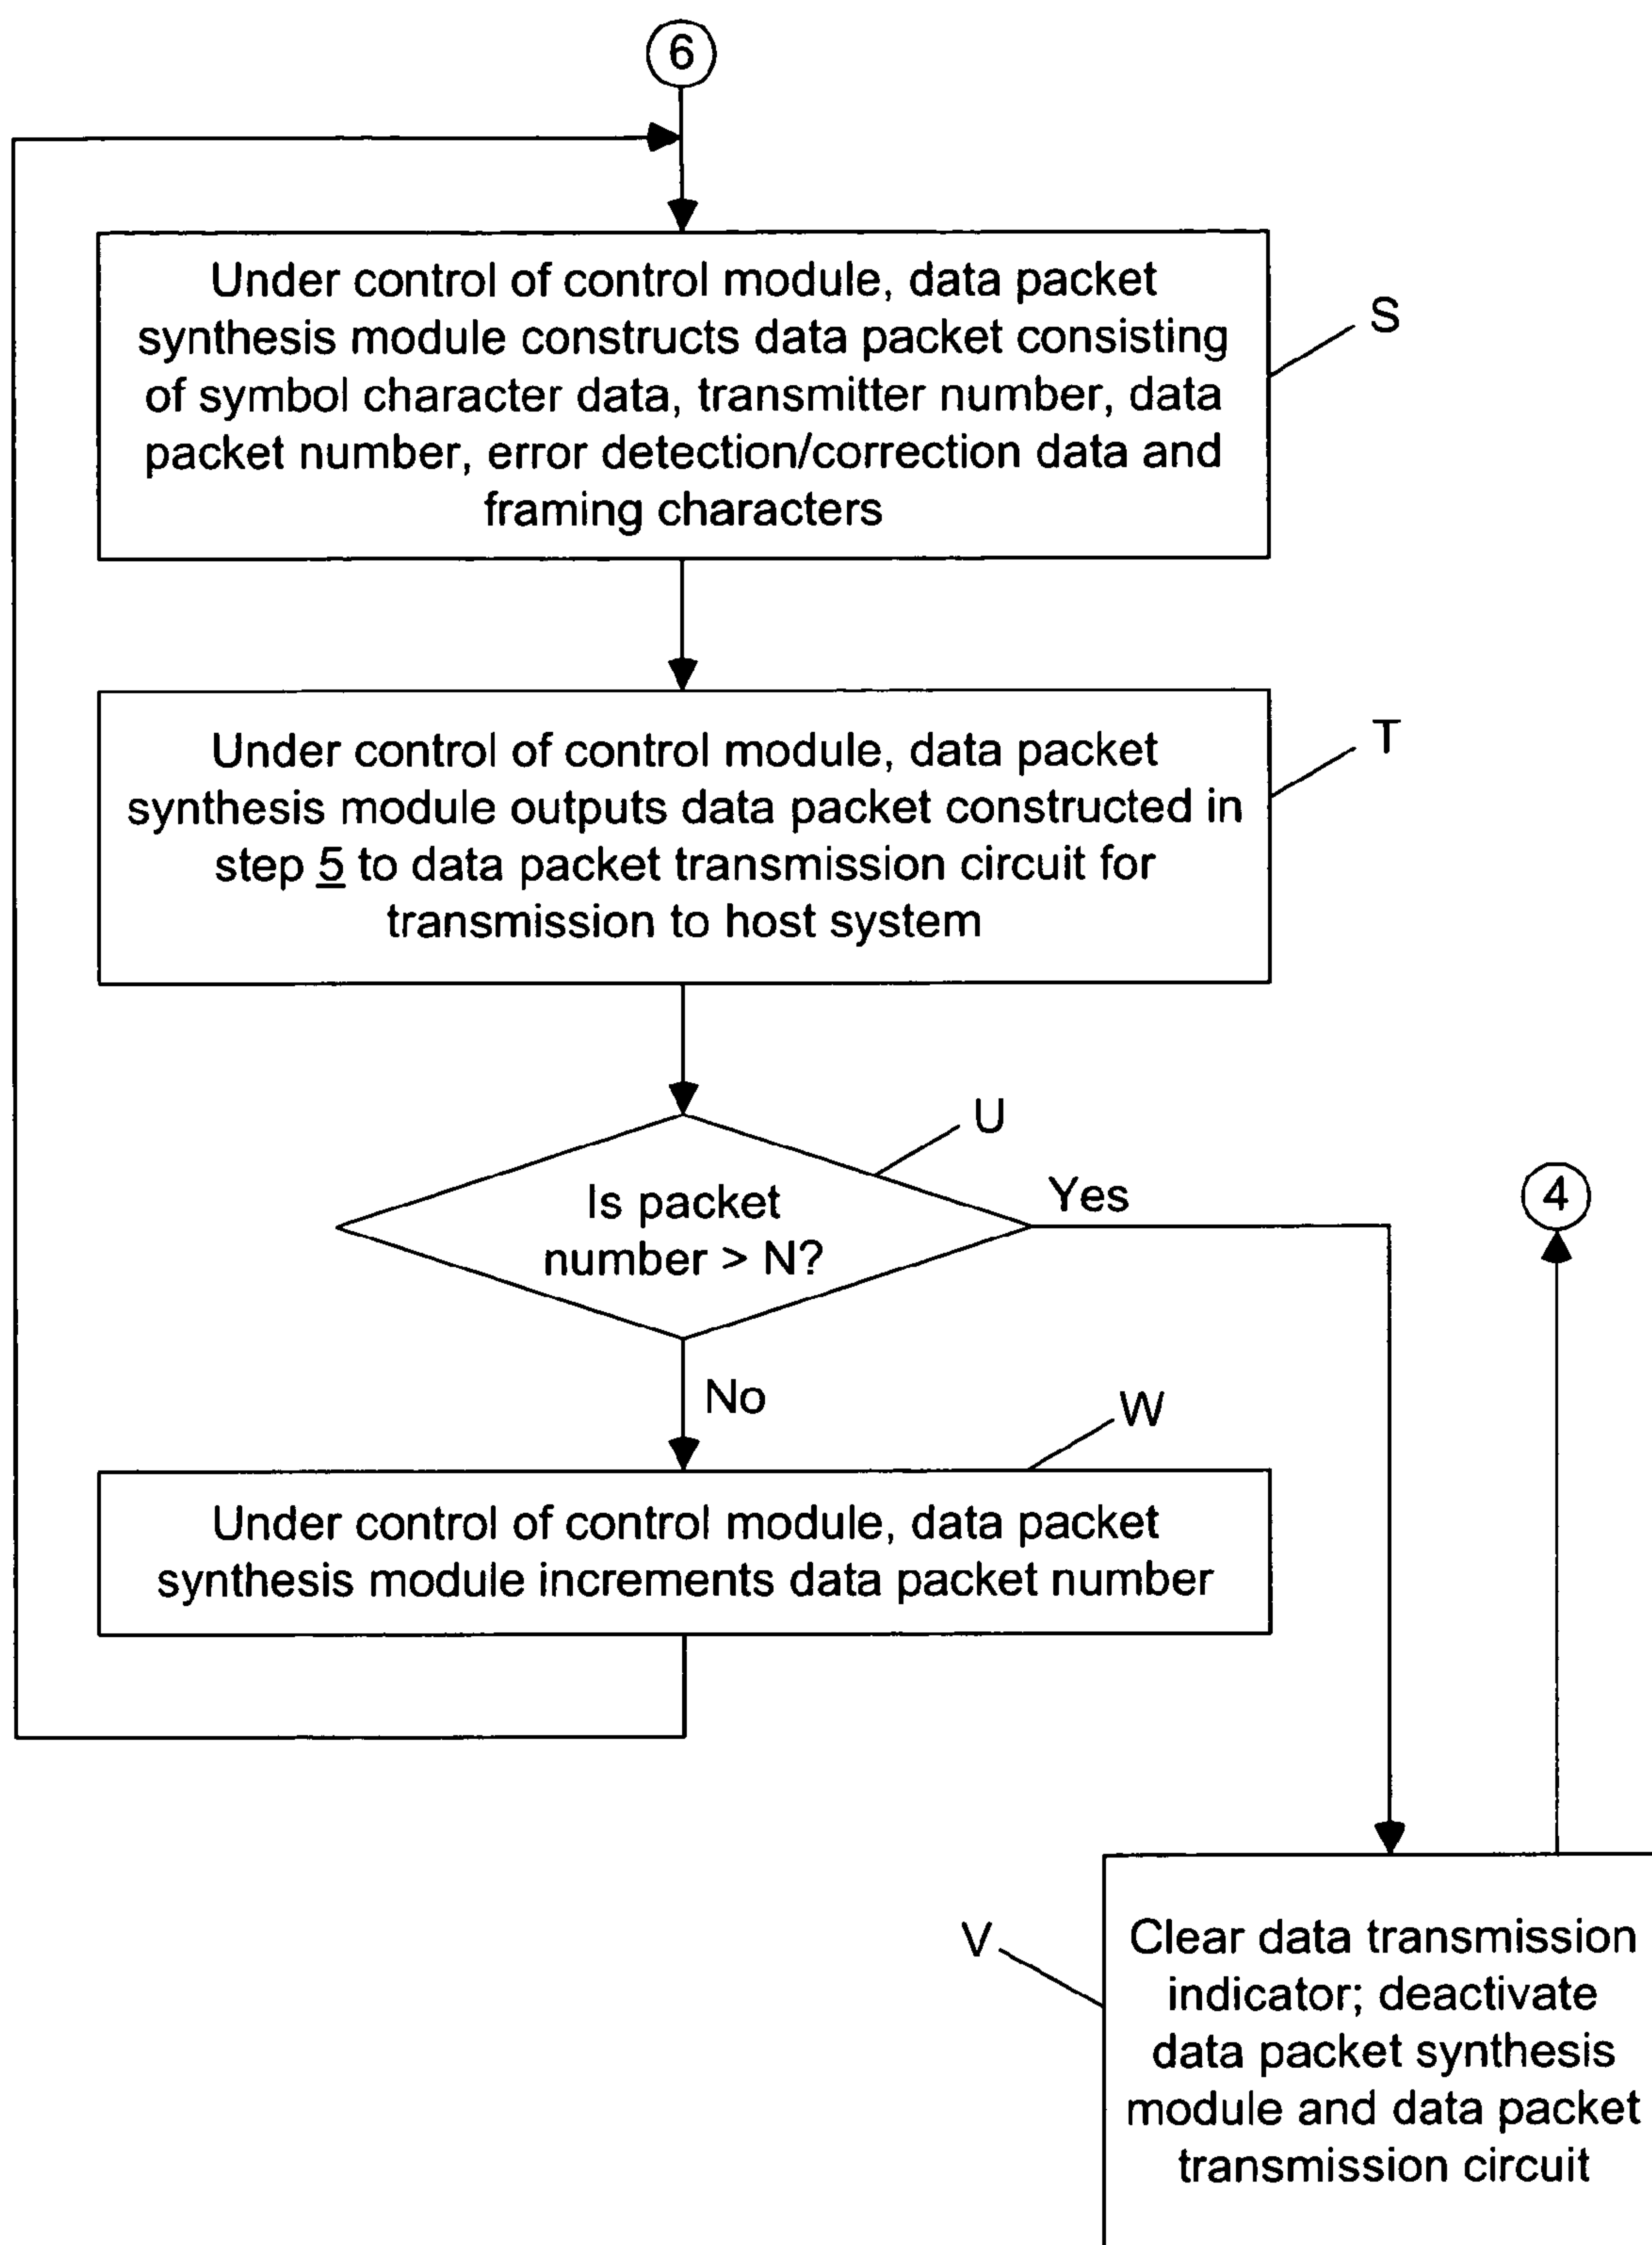 6
Under control of control module, data packet
synthesis module constructs data packet consisting
of symbol character data, transmitter number, data
packet number, error detection/correction data and
framing characters
S
Under control of control module, data packet
synthesis module outputs data packet constructed in
step 5 to data packet transmission circuit for
transmission to host system
T
U
Is packet
number > N?
Yes
4
No
W
Under control of control module, data packet
synthesis module increments data packet number
V
Clear data transmission
indicator; deactivate
data packet synthesis
module and data packet
transmission circuit